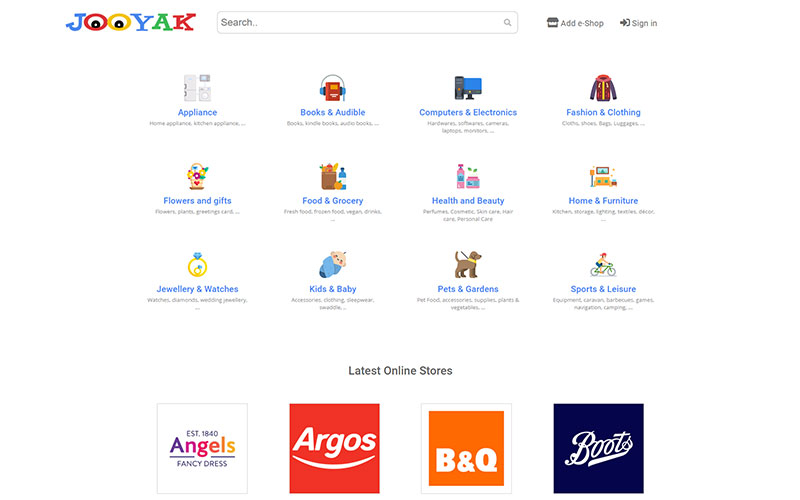 JOOYAK
Search..
Add e-Shop
Sign in
Appliance
Home appliance, kitchen appliance, ...
Books & Audible
Books, kindle books, audio books, ...
Computers & Electronics
Hardwares, softwares, cameras,
laptops, monitors, ...
Fashion & Clothing
Cloths, shoes, Bags, Luggages, ...
Flowers and gifts
Flowers, plants, greetings card, ...
Food & Grocery
Fresh food, frozen food, vegan, drinks,
...
Health and Beauty
Perfumes, Cosmetic, Skin care, Hair
care, Personal Care
Home & Furniture
Kitchen, storage, lighting, textiles, décor,
...
Jewellery & Watches
Watches, diamonds, wedding jewellery,
...
Kids & Baby
Accessories, clothing, sleepwear,
swaddle, ...
Pets & Gardens
Pet Food, accessories, supplies, plants &
vegetables, ...
Sports & Leisure
Equipment, caravan, barbecues, games,
navigation, camping, ...
Latest Online Stores
EST. 1840
Angels
FANCY DRESS
Argos
B&Q
Boots